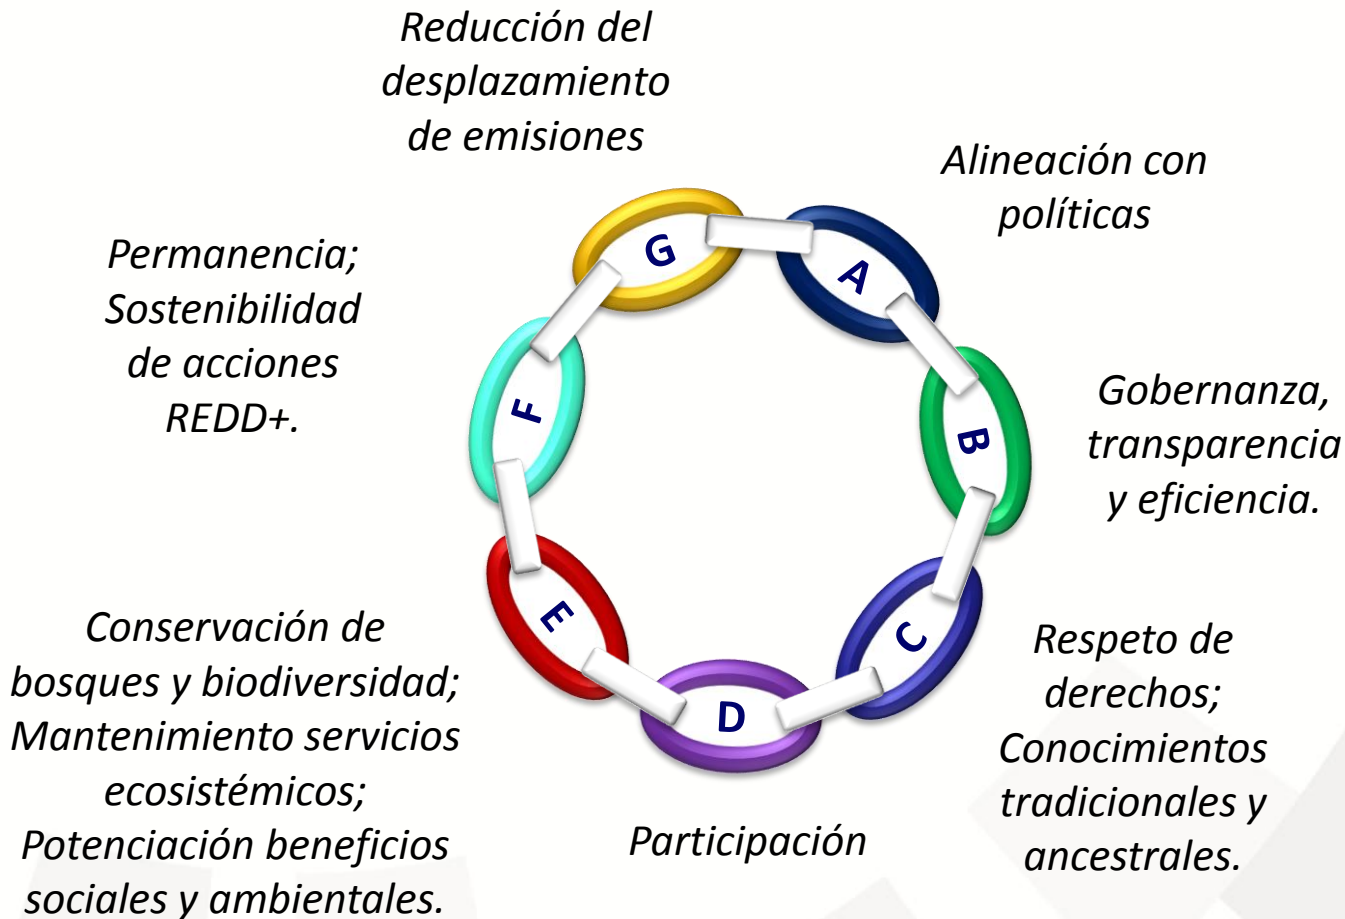 Reducción del
desplazamiento
de emisiones
Alineación con
políticas
Permanencia;
Sostenibilidad
de acciones
REDD+.
G
A
F
B
Gobernanza,
transparencia
y eficiencia.
E
C
D
Conservación de
bosques y biodiversidad;
Mantenimiento servicios
ecosistémicos;
Potenciación beneficios
sociales y ambientales.
Participación
Respeto de
derechos;
Conocimientos
tradicionales y
ancestrales.